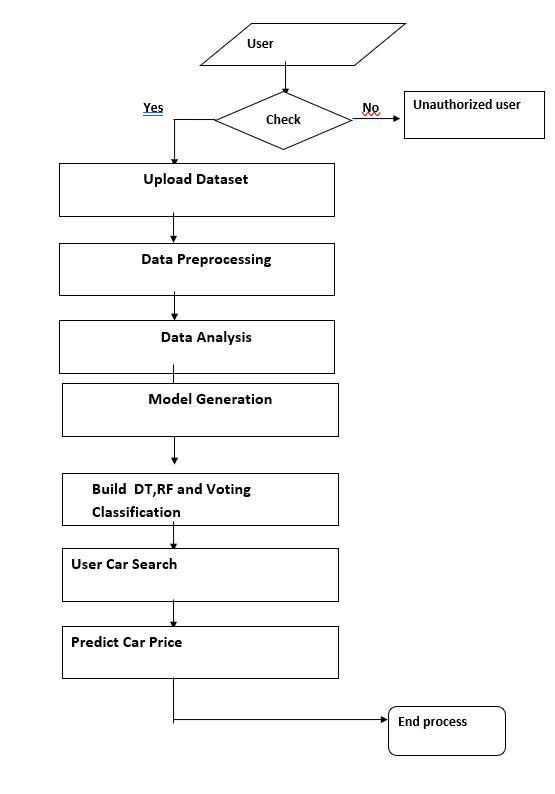 User
Yes
Check
No
Unauthorized user
Upload Dataset
Data Preprocessing
Data Analysis
Model Generation
Build DT,RF and Voting
Classification
User Car Search
Predict Car Price
End process